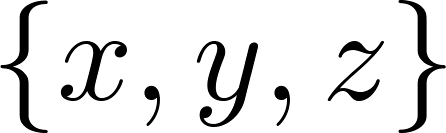 {x, y, z}